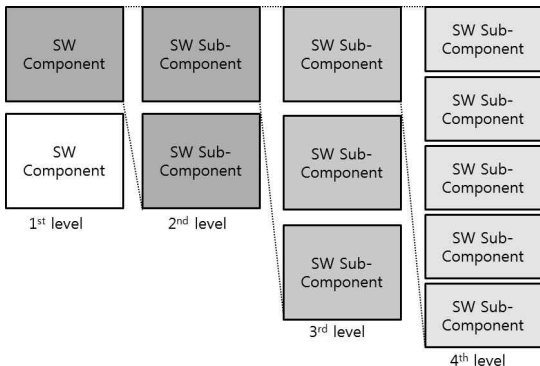 SW
Component
SW
Component
1st level
SW Sub-
Component
SW Sub-
Component
2nd level
SW Sub-
Component
SW Sub-
Component
SW Sub-
Component
3rd level
SW Sub-
Component
SW Sub-
Component
SW Sub-
Component
SW Sub-
Component
SW Sub-
Component
4th level